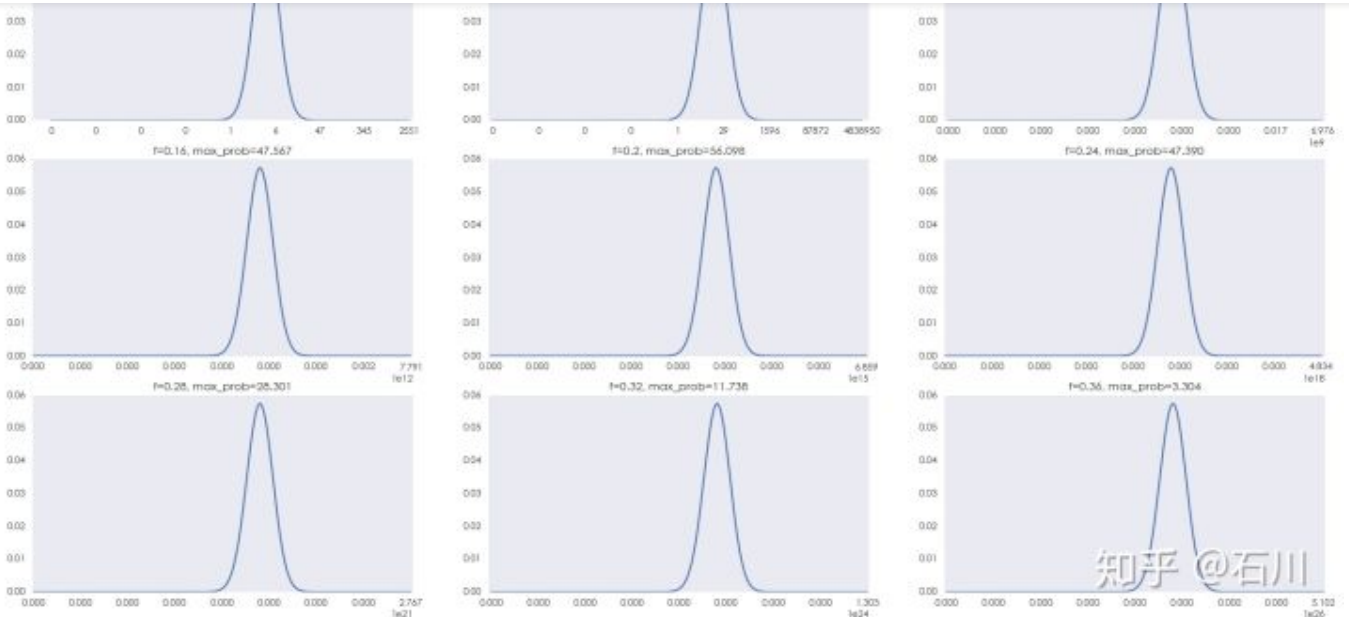 0.03 0.03 0.03
0.02 0.02 0.02
0.01 0.01 0.01
0.00 0.00 0.00
0 0 0 0 1 6 47 345 2551 0 0 0 0 1 29 1596 87872 4838950 0.000 0.000 0.000 0.000 0.000 0.000 0.000 0.017 6.976
1e9
f=0.16, max_prob=47.567 f=0.2, max_prob=56.098 f=0.24, max_prob=47.390
0.06 0.06 0.06
0.05 0.05 0.05
0.04 0.04 0.04
0.03 0.03 0.03
0.02 0.02 0.02
0.01 0.01 0.01
0.00 0.00 0.00
0.000 0.000 0.000 0.000 0.000 0.000 0.000 0.002 7.791 0.000 0.000 0.000 0.000 0.000 0.000 0.000 0.000 6.859 0.000 0.000 0.000 0.000 0.000 0.000 0.000 0.000 4.834
1e12 1e15 1e18
f=0.28, max_prob=28.301 f=0.32, max_prob=11.738 f=0.36, max_prob=3.304
0.06 0.06 0.06
0.05 0.05 0.05
0.04 0.04 0.04
0.03 0.03 0.03
0.02 0.02 0.02
0.01 0.01 0.01
0.00 0.00 0.00
0.000 0.000 0.000 0.000 0.000 0.000 0.000 0.000 2.767 0.000 0.000 0.000 0.000 0.000 0.000 0.000 0.000 1.303 0.000 0.000 0.000 0.000 0.000 0.000 0.000 0.000 5.102
1e21 1e24 1e26
知乎 @石川